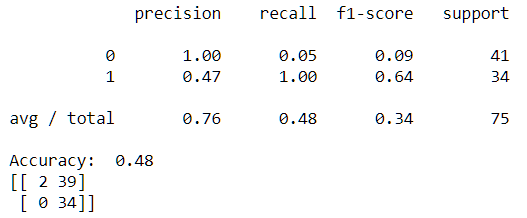 precision recall f1-score support
0 1.00 0.05 0.09 41
1 0.47 1.00 0.64 34
avg / total 0.76 0.48 0.34 75
Accuracy: 0.48
[[ 2 39]
[ 0 34]]